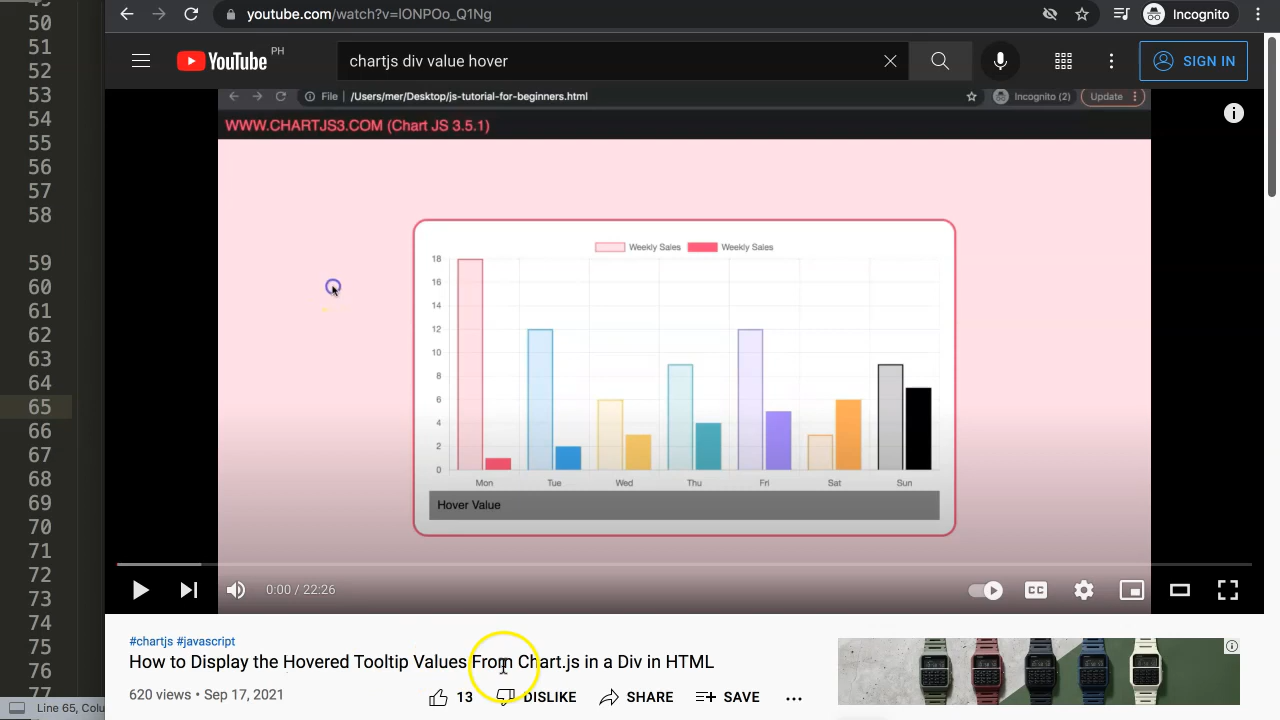 49
50
51
52
53
54
55
56
57
58
59
60
61
62
63
64
65
66
67
68
69
70
71
72
73
74
75
76
77
Line 65, Colu
youtube.com/watch?v=lONPOo_Q1Ng
Incognito
YouTube PH
chartjs div value hover
SIGN IN
File | /Users/mer/Desktop/js-tutorial-for-beginners.html
Incognito (2)
Update
WWW.CHARTJS3.COM (Chart JS 3.5.1)
Weekly Sales
Weekly Sales
18
16
14
12
10
8
6
4
2
0
Mon Tue Wed Thu Fri Sat Sun
Hover Value
0:00 / 22:26
CC
#chartjs #javascript
How to Display the Hovered Tooltip Values From Chart.js in a Div in HTML
620 views • Sep 17, 2021
13
DISLIKE
SHARE
SAVE